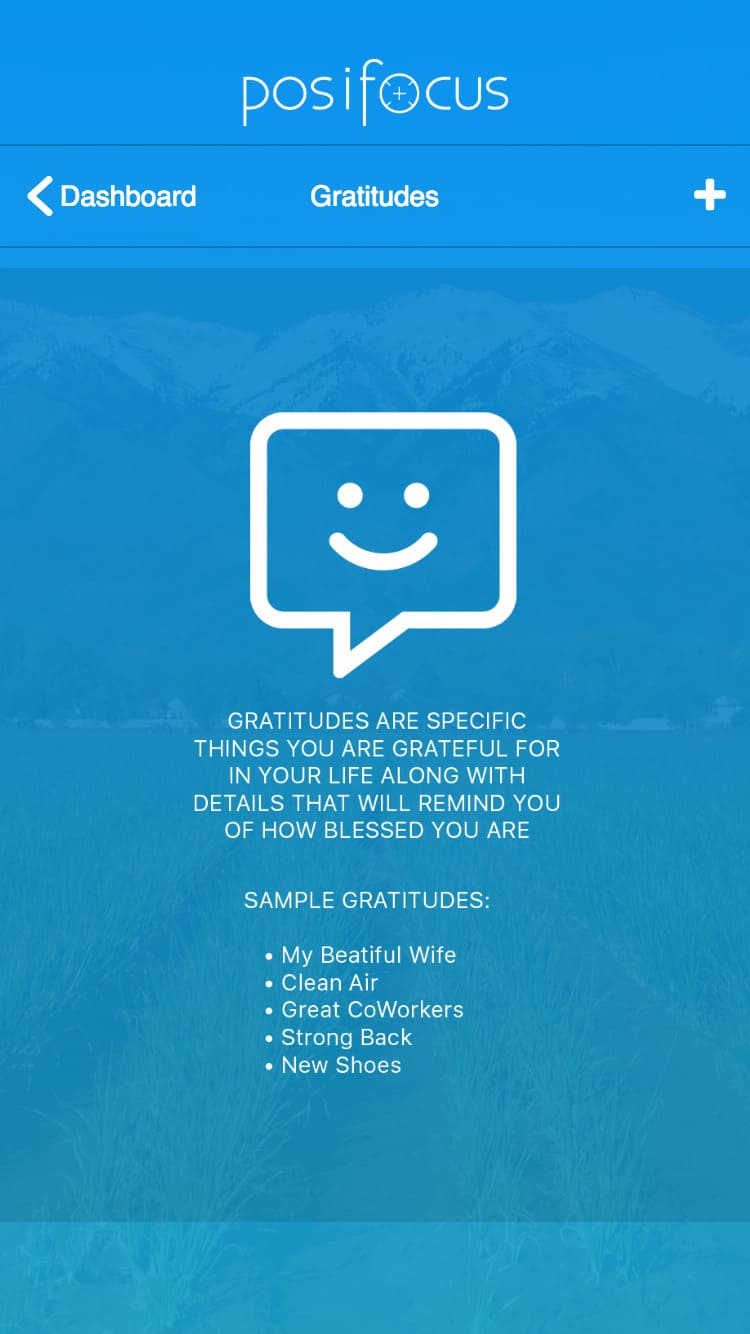 posifocus
Dashboard Gratitudes +
GRATITUDES ARE SPECIFIC
THINGS YOU ARE GRATEFUL FOR
IN YOUR LIFE ALONG WITH
DETAILS THAT WILL REMIND YOU
OF HOW BLESSED YOU ARE
SAMPLE GRATITUDES:
• My Beatiful Wife
• Clean Air
• Great CoWorkers
• Strong Back
• New Shoes